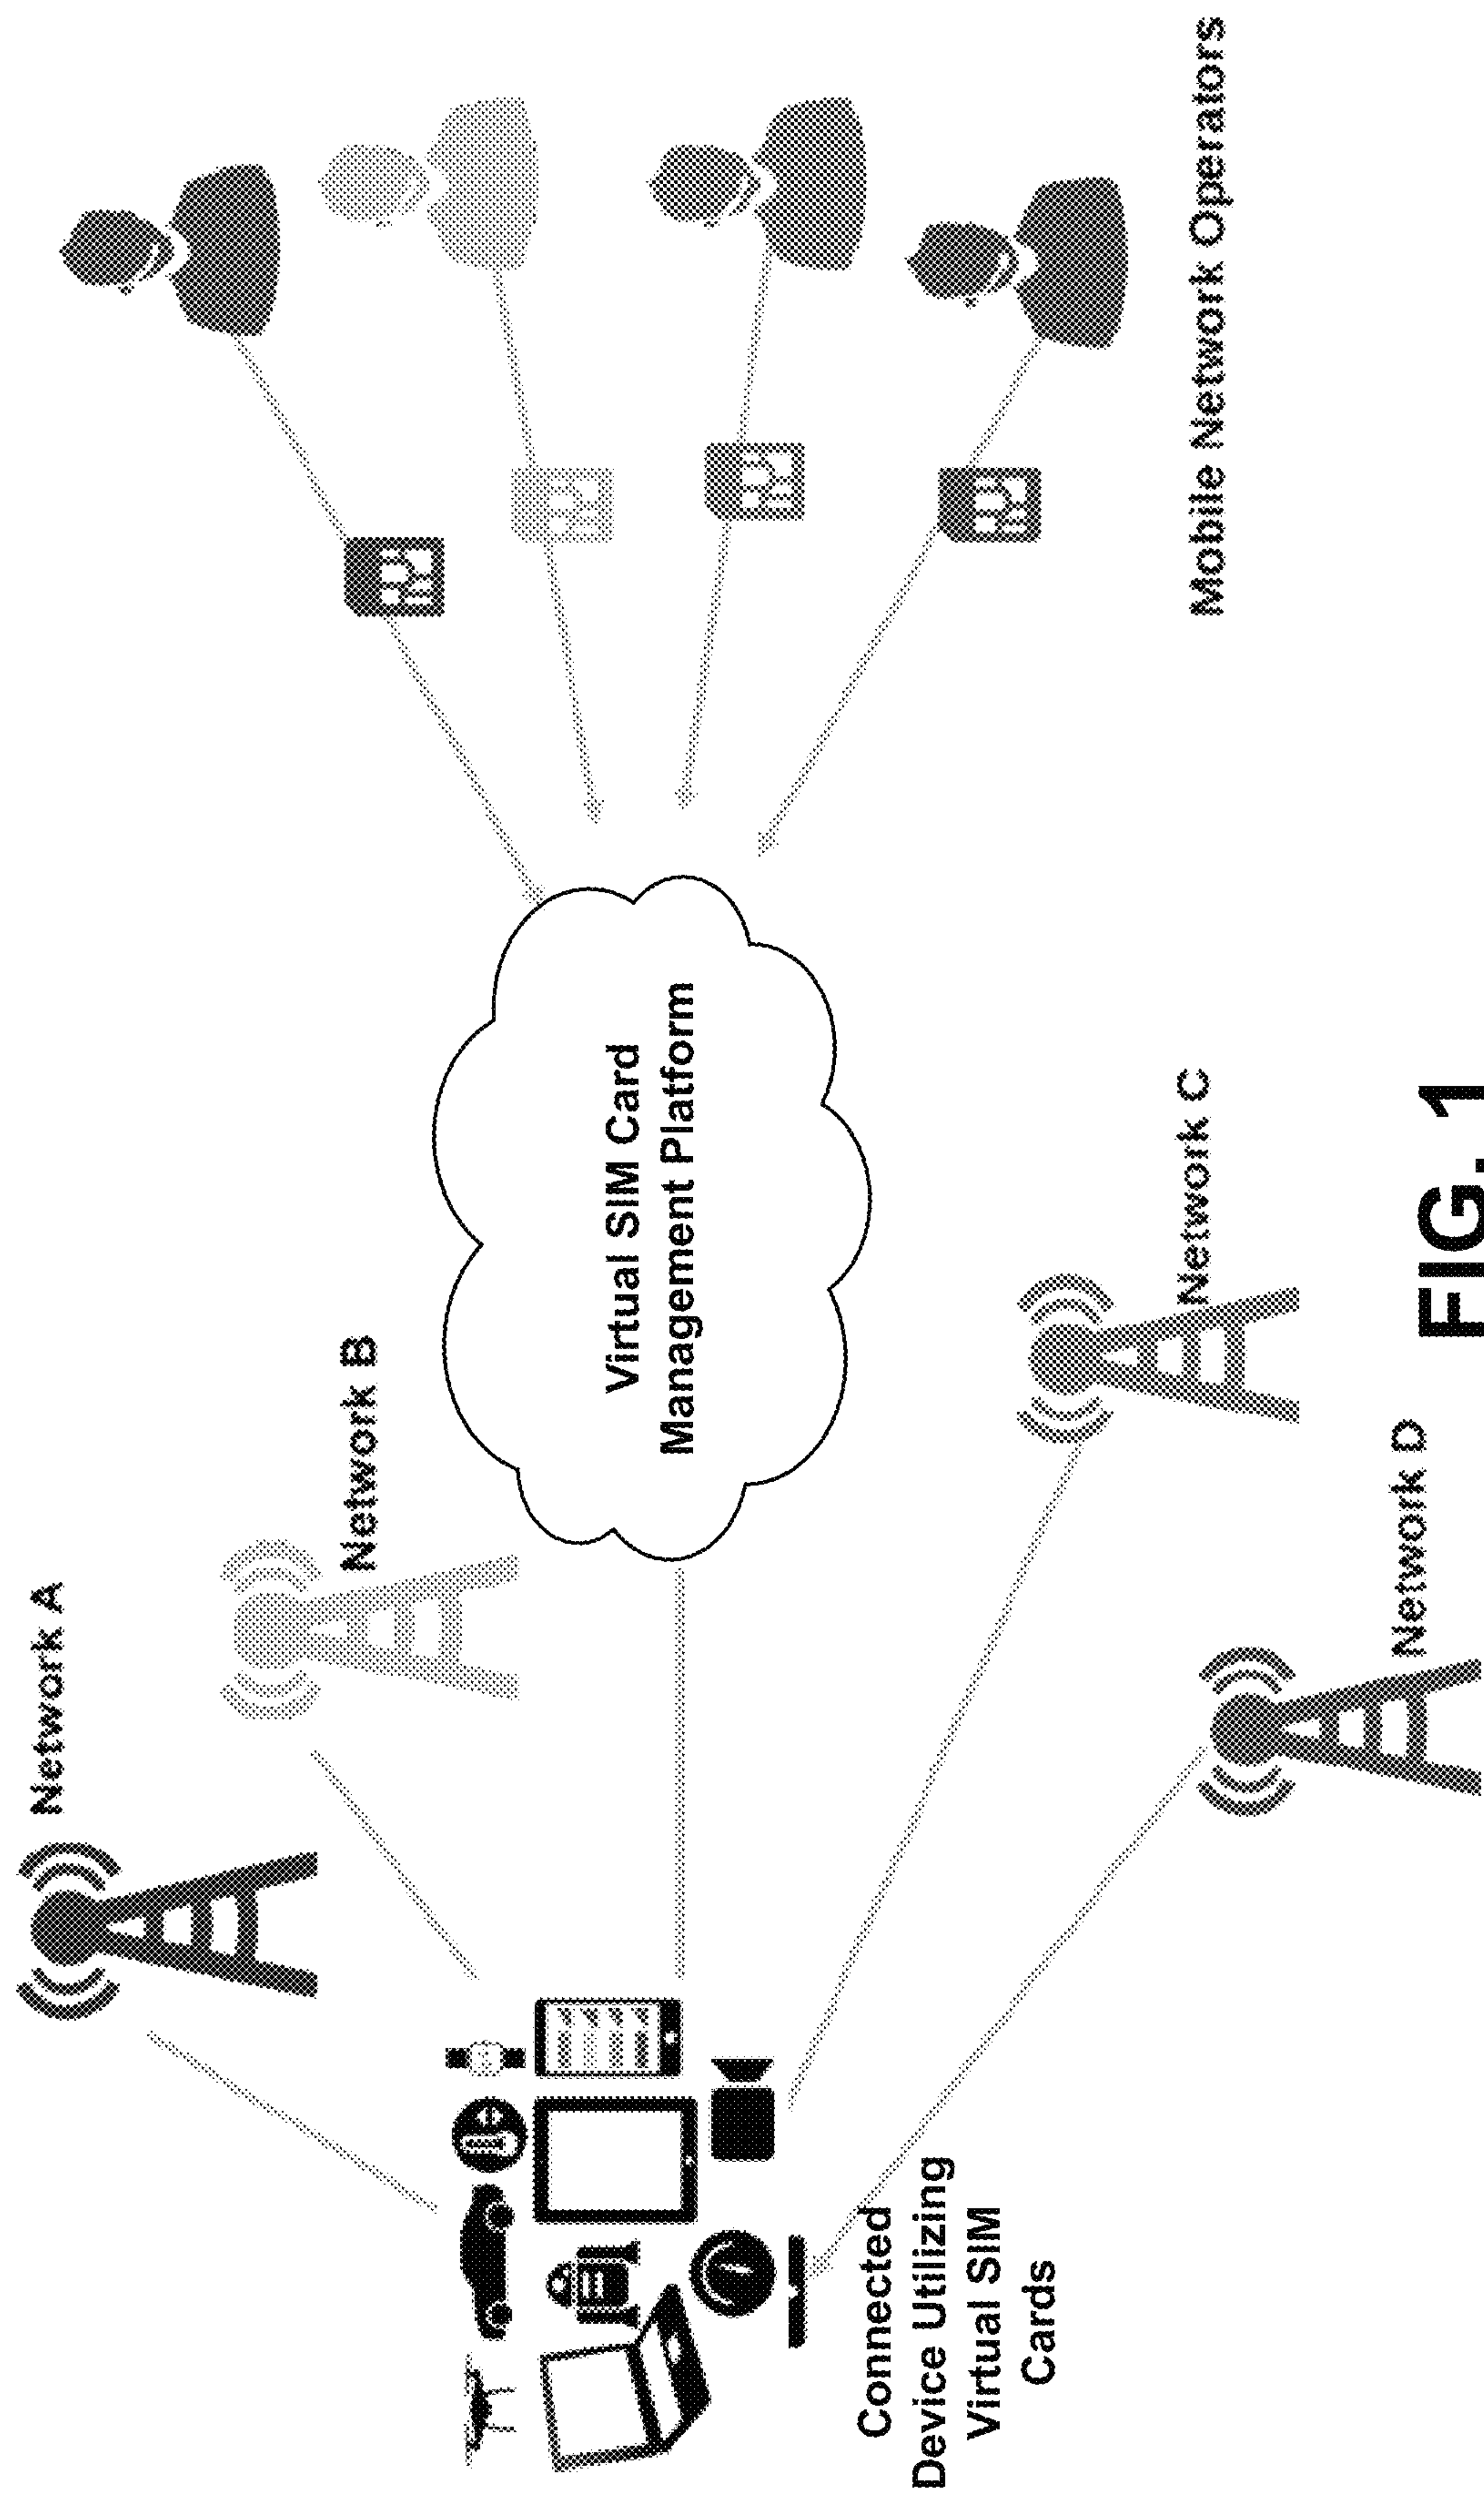 Network A
Network B
Virtual SIM Card
Management Platform
Connected
Device Utilizing
Virtual SIM
Cards
Network C
Network D
Mobile Network Operators
FIG. 1